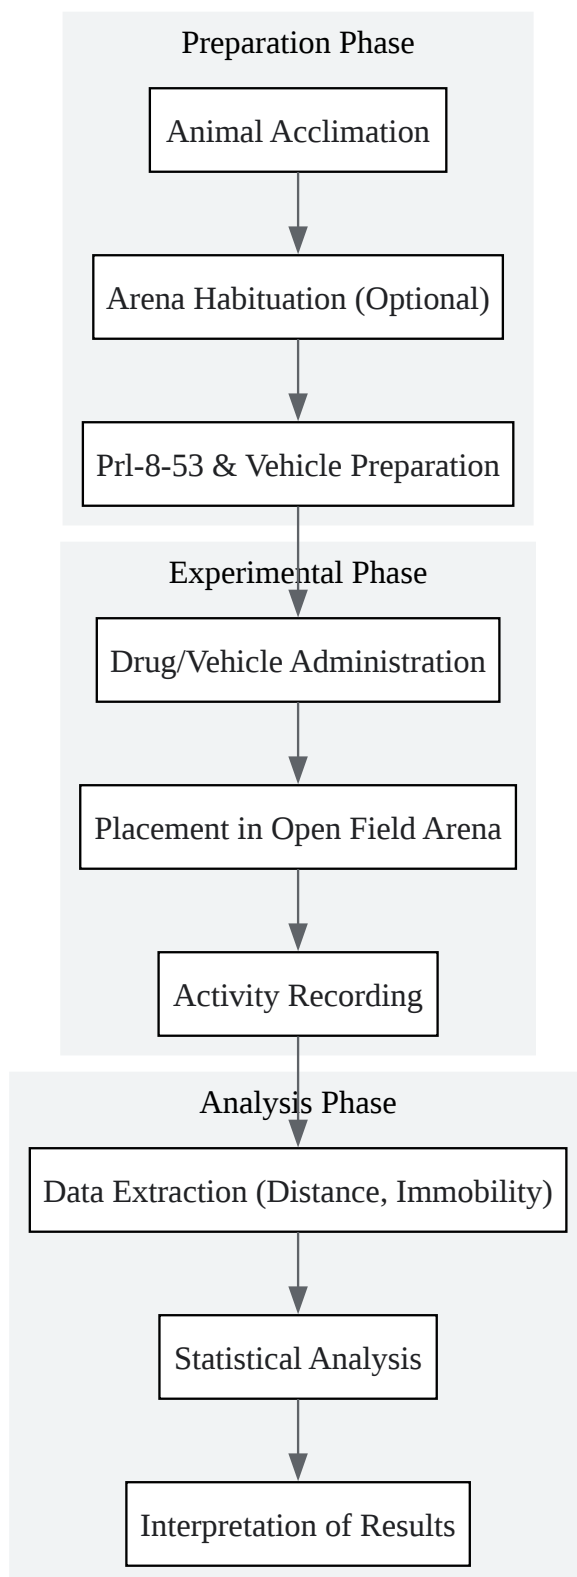 Preparation Phase
Animal Acclimation
Arena Habituation (Optional)
Prl-8-53 & Vehicle Preparation
Experimental Phase
Drug/Vehicle Administration
Placement in Open Field Arena
Activity Recording
Analysis Phase
Data Extraction (Distance, Immobility)
Statistical Analysis
Interpretation of Results